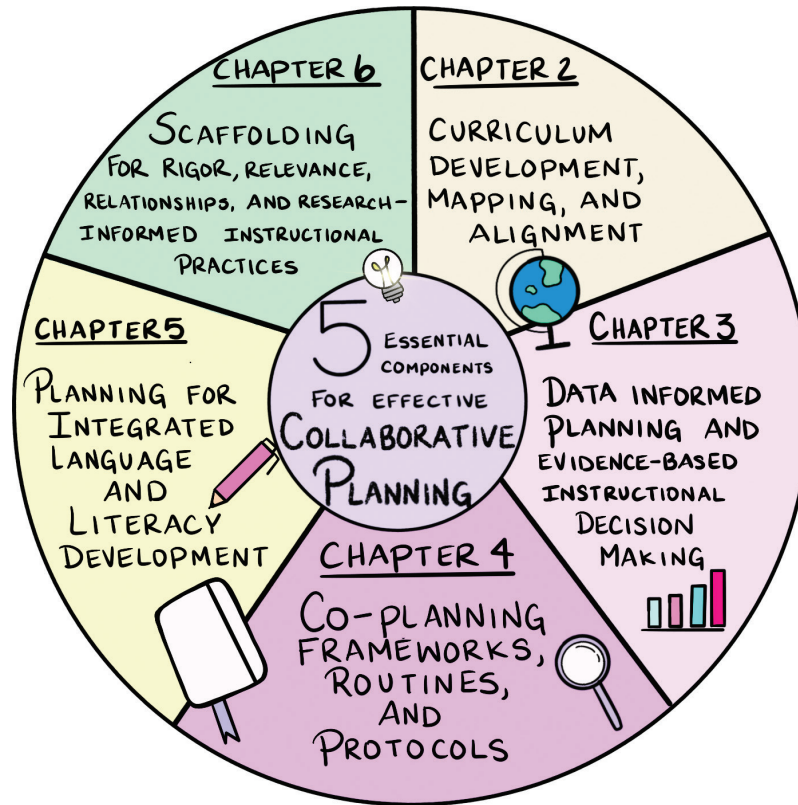 5 ESSENTIAL
COMPONENTS
FOR EFFECTIVE
COLLABORATIVE
PLANNING
CHAPTER 2
CURRICULUM
DEVELOPMENT,
MAPPING, AND
ALIGNMENT
CHAPTER 3
DATA INFORMED
PLANNING AND
EVIDENCE-BASED
INSTRUCTIONAL
DECISION
MAKING
CHAPTER 4
CO-PLANNING
FRAMEWORKS,
ROUTINES,
AND
PROTOCOLS
CHAPTER 5
PLANNING FOR
INTEGRATED
LANGUAGE
AND
LITERACY
DEVELOPMENT
CHAPTER 6
SCAFFOLDING
FOR RIGOR, RELEVANCE,
RELATIONSHIPS, AND RESEARCH-
INFORMED INSTRUCTIONAL
PRACTICES